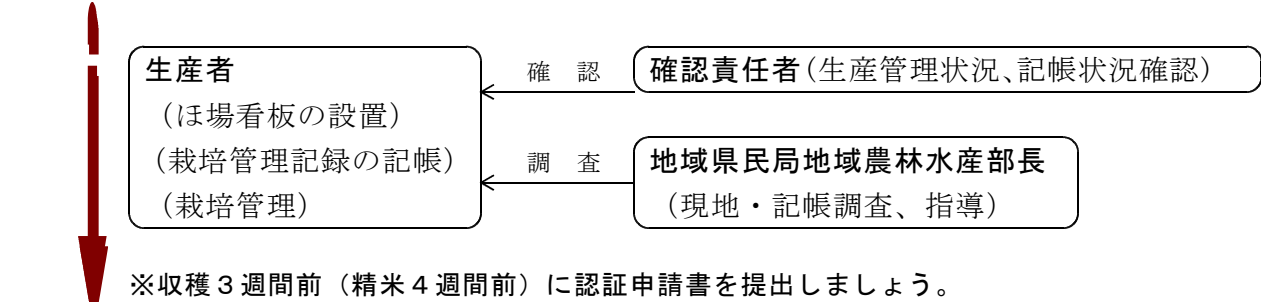 生産者
（ほ場看板の設置）
（栽培管理記録の記帳）
（栽培管理）
確　認
確認責任者（生産管理状況、記帳状況確認）
調　査
地域県民局地域農林水産部長
（現地・記帳調査、指導）
※収穫３週間前（精米４週間前）に認証申請書を提出しましょう。